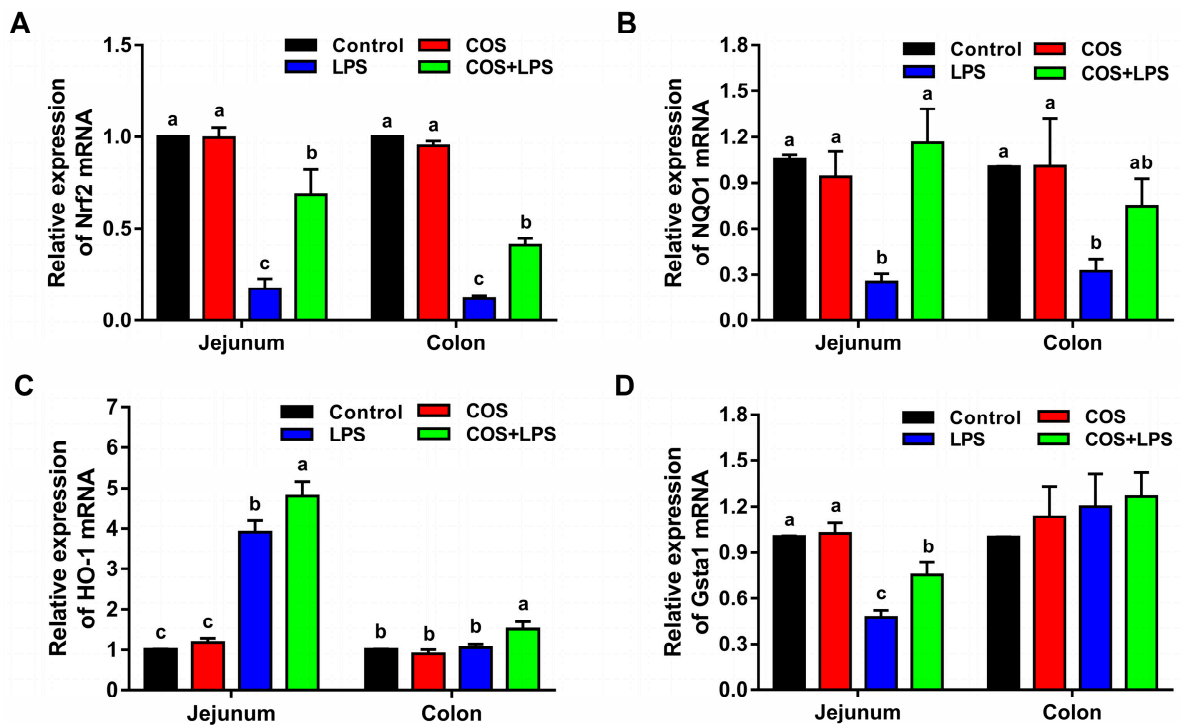 A
Relative expression
of Nrf2 mRNA
1.5
1.0
0.5
0.0
Control COS
LPS COS+LPS
a a c b
a a c b
Jejunum Colon
B
Relative expression
of NQO1 mRNA
1.8
1.5
1.2
0.9
0.6
0.3
0.0
Control COS
LPS COS+LPS
a a b a
a a b ab
Jejunum Colon
C
Relative expression
of HO-1 mRNA
7
6
5
4
3
2
1
0
Control COS
LPS COS+LPS
c c b a
b b b a
Jejunum Colon
D
Relative expression
of Gsta1 mRNA
1.8
1.5
1.2
0.9
0.6
0.3
0.0
Control COS
LPS COS+LPS
a a c b
Jejunum Colon